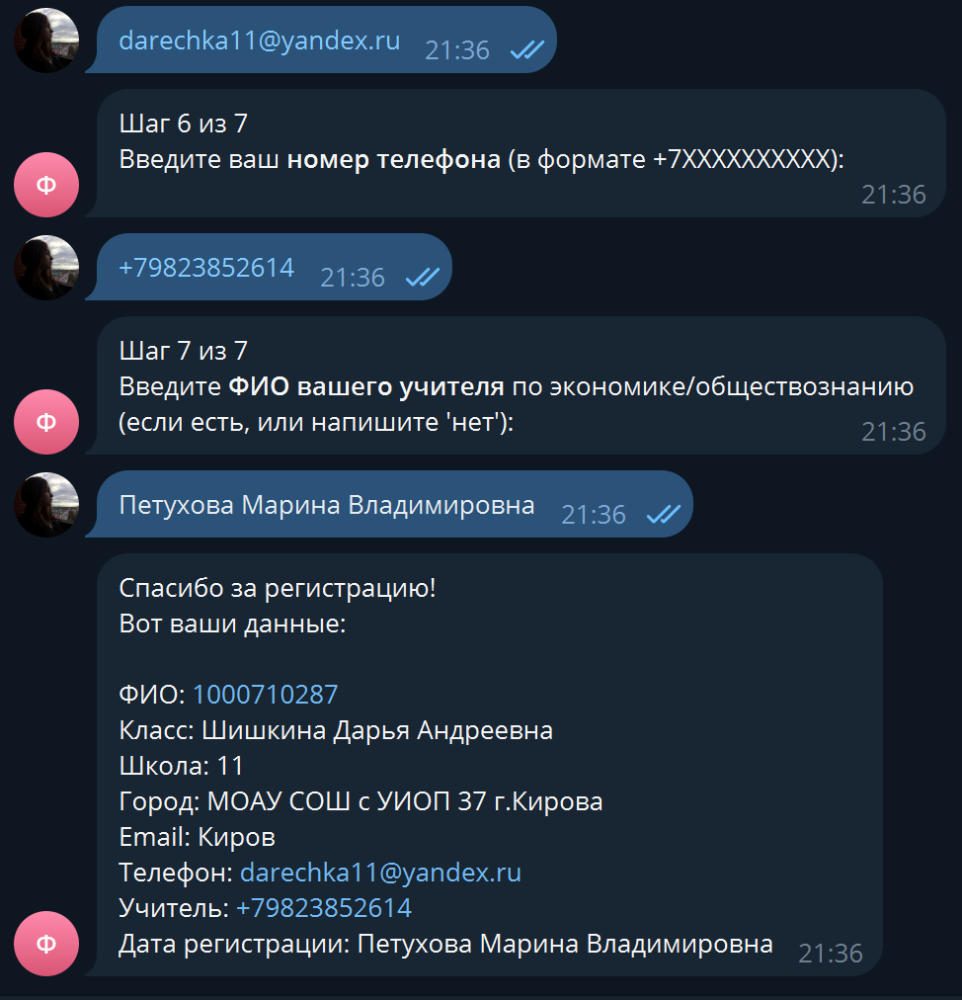 darechka11@yandex.ru 21:36
Шаг 6 из 7
Введите ваш номер телефона (в формате +7XXXXXXXXXX):
21:36
Ф
+79823852614 21:36
Шаг 7 из 7
Введите ФИО вашего учителя по экономике/обществознанию
(если есть, или напишите 'нет'):
21:36
Ф
Петухова Марина Владимировна 21:36
Спасибо за регистрацию!
Вот ваши данные:
ФИО: 1000710287
Класс: Шишкина Дарья Андреевна
Школа: 11
Город: МОАУ СОШ с УИОП 37 г.Кирова
Email: Киров
Телефон: darechka11@yandex.ru
Учитель: +79823852614
Дата регистрации: Петухова Марина Владимировна 21:36
Ф